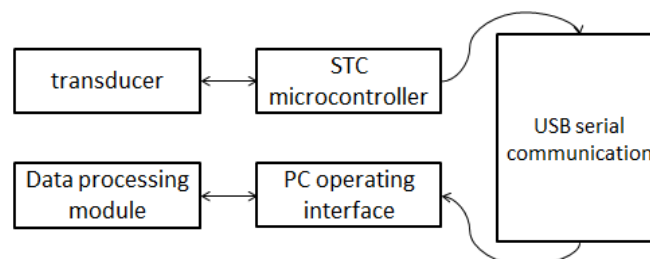 transducer
STC
microcontroller
USB serial
communication
Data processing
module
PC operating
interface